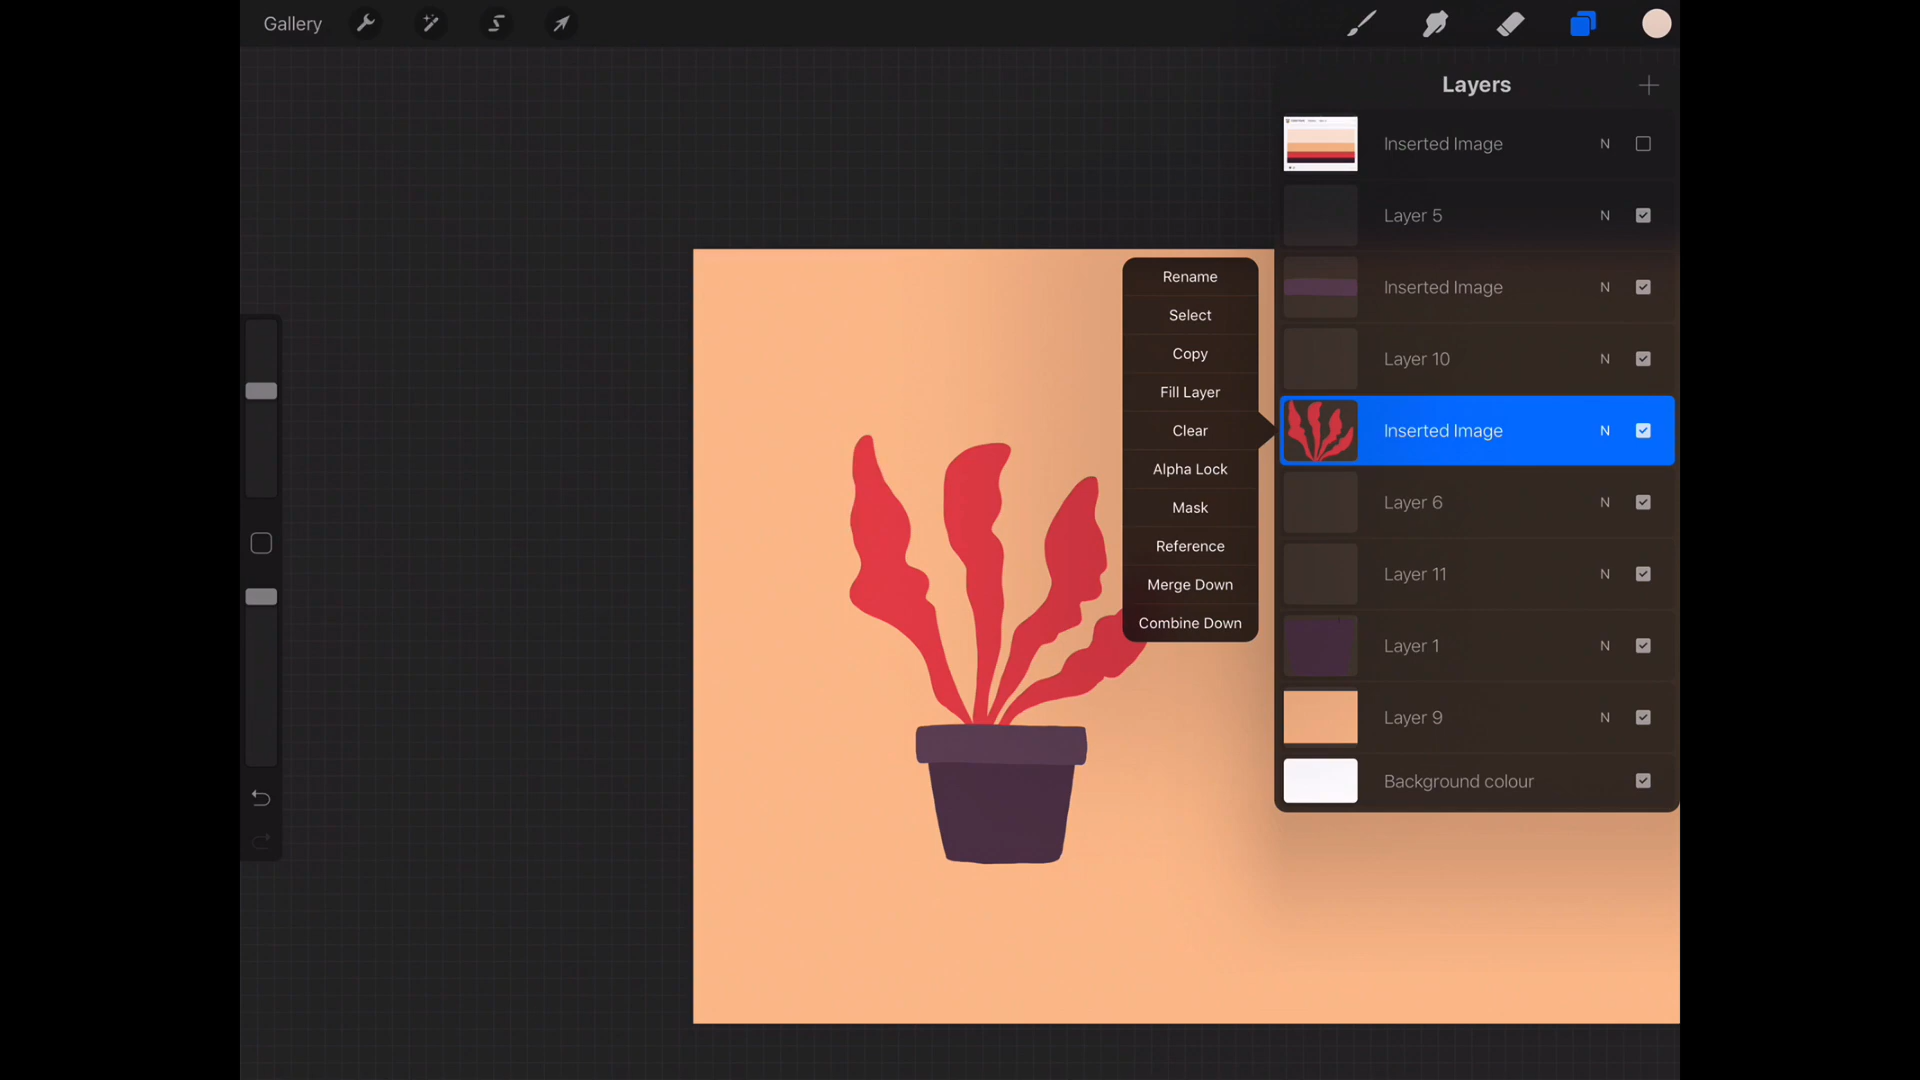 Gallery
Layers
Inserted Image N
Layer 5 N
Inserted Image N
Layer 10 N
Inserted Image N
Layer 6 N
Layer 11 N
Layer 1 N
Layer 9 N
Background colour
Rename
Select
Copy
Fill Layer
Clear
Alpha Lock
Mask
Reference
Merge Down
Combine Down